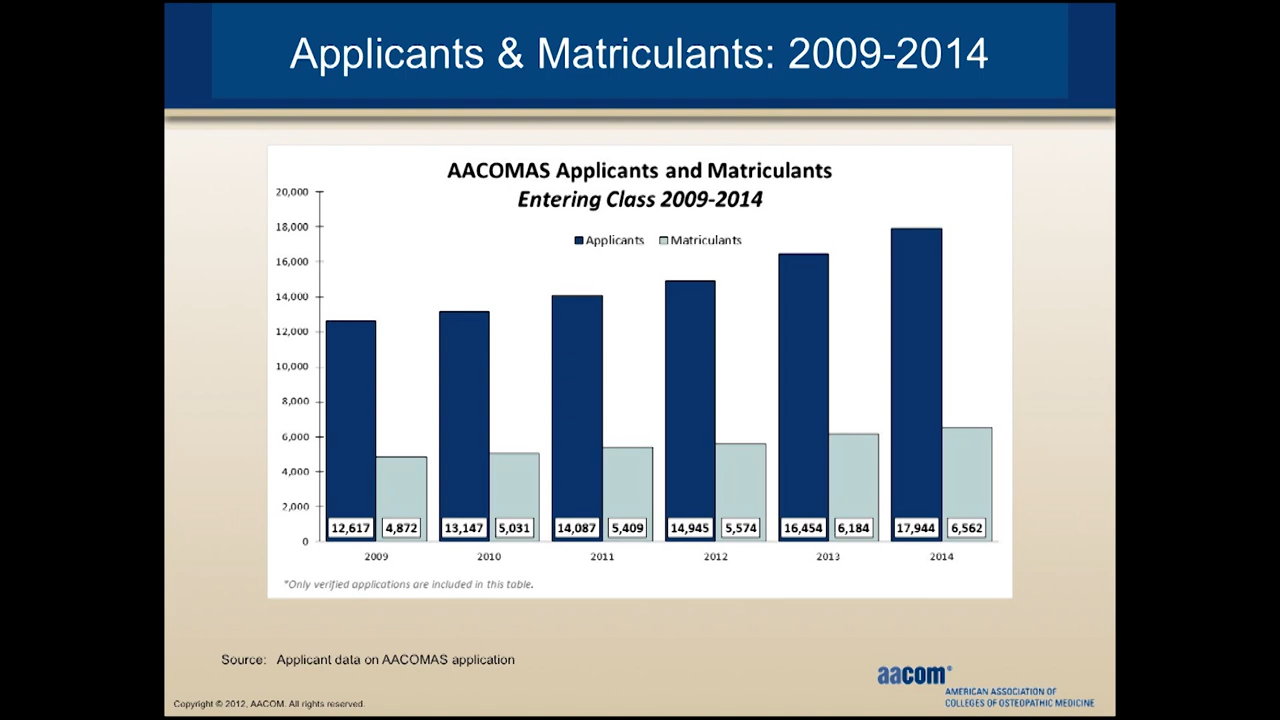 Applicants & Matriculants: 2009-2014
AACOMAS Applicants and Matriculants
Entering Class 2009-2014
Applicants Matriculants
20,000
18,000
16,000
14,000
12,000
10,000
8,000
6,000
4,000
2,000
0
12,617 4,872 13,147 5,031 14,087 5,409 14,945 5,574 16,454 6,184 17,944 6,562
2009 2010 2011 2012 2013 2014
*Only verified applications are included in this table.
Source: Applicant data on AACOMAS application
aacom®
AMERICAN ASSOCIATION OF
COLLEGES OF OSTEOPATHIC MEDICINE
Copyright © 2012, AACOM. All rights reserved.